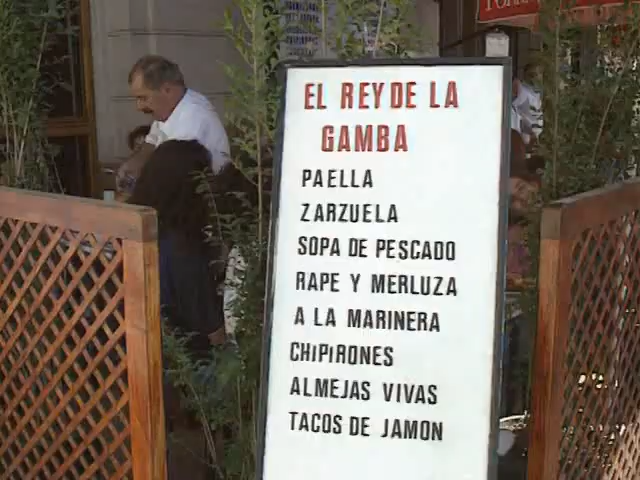 EL REY DE LA
GAMBA
PAELLA
ZARZUELA
SOPA DE PESCADO
RAPE Y MERLUZA
A LA MARINERA
CHiPiRONES
ALMEJAS VIVAS
TACOS DE JAMON